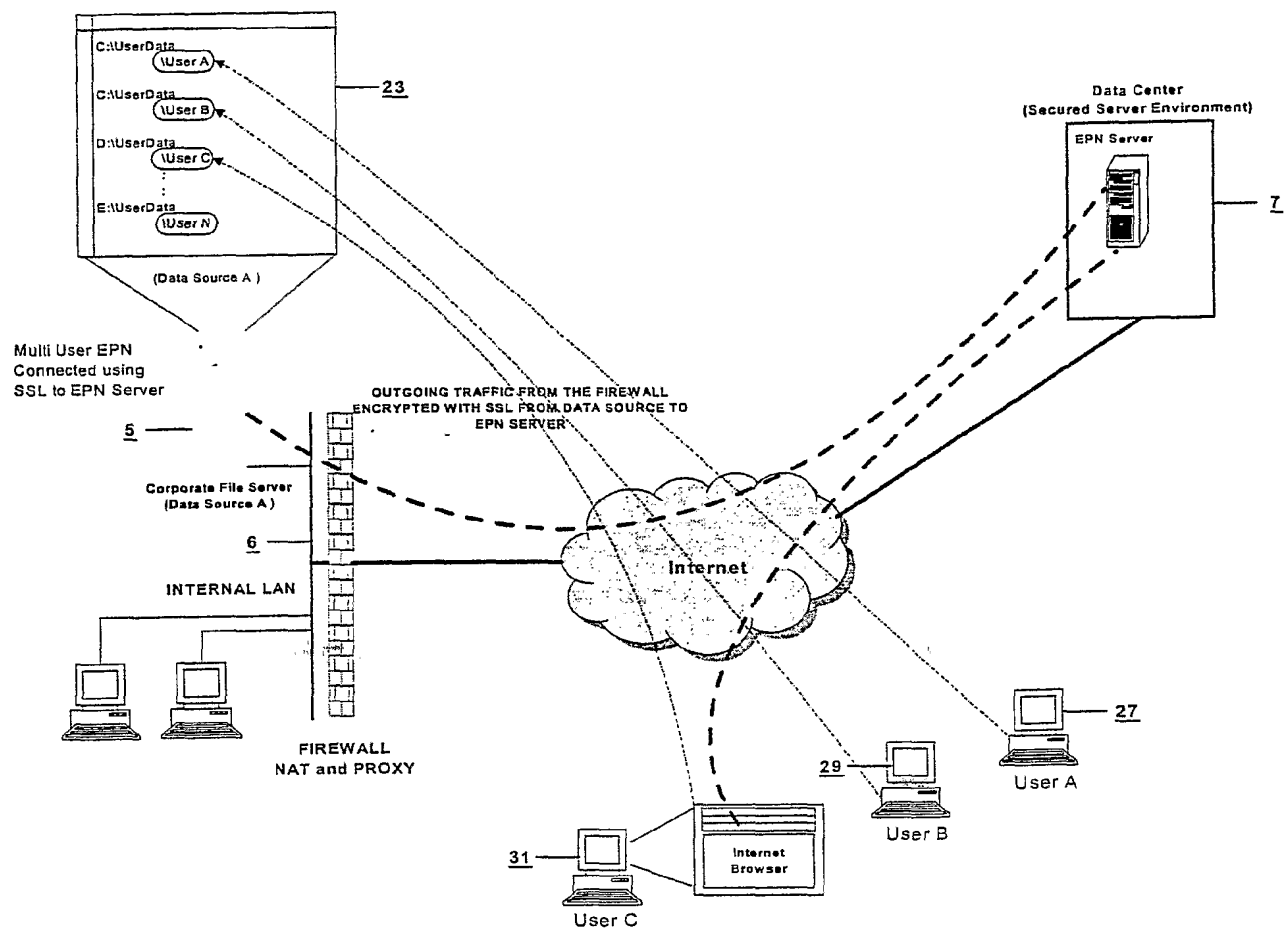 C:\UserData
\User A
C:\UserData
\User B
D:\UserData
\User C
E:\UserData
\User N
23
(Data Source A )
Data Center
(Secured Server Environment)
EPN Server
7
Multi User EPN
Connected using
SSL to EPN Server
5
OUTGOING TRAFFIC FROM THE FIREWALL
ENCRYPTED WITH SSL FROM DATA SOURCE TO
EPN SERVER
Corporate File Server
(Data Source A )
6
INTERNAL LAN
Internet
FIREWALL
NAT and PROXY
27
User A
29
User B
31
User C
Internet
Browser